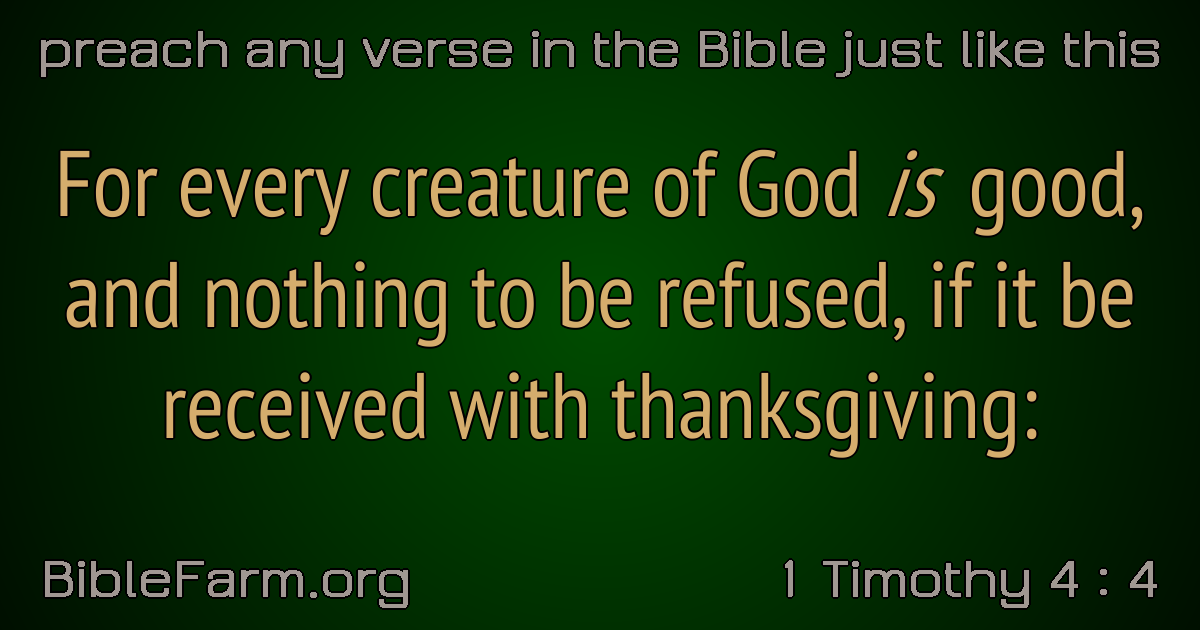 preach any verse in the Bible just like this
For every creature of God is good,
and nothing to be refused, if it be
received with thanksgiving:
BibleFarm.org
1 Timothy 4 : 4